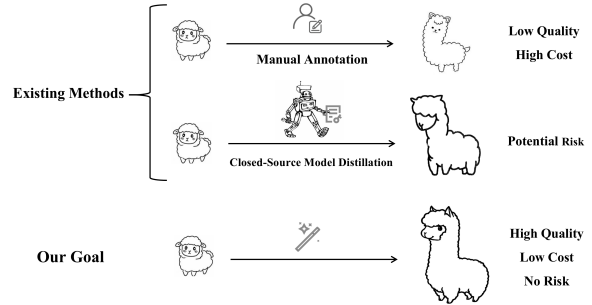 Manual Annotation
Low Quality
High Cost
Existing Methods
Closed-Source Model Distillation
Potential Risk
Our Goal
High Quality
Low Cost
No Risk